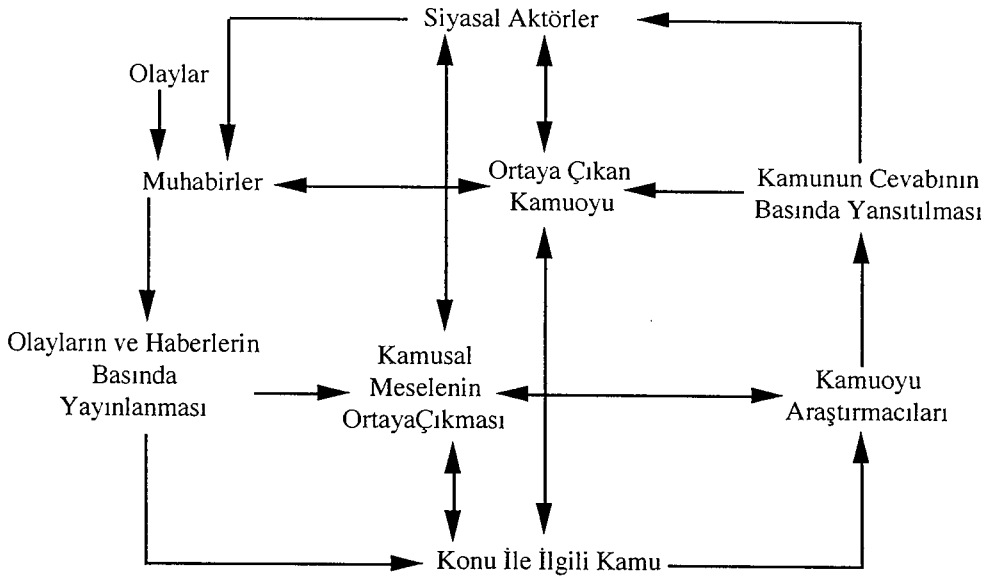 Siyasal Aktörler
Olaylar
Muhabirler
Ortaya Çıkan
Kamuoyu
Kamunun Cevabının
Basında Yansıtılması
Olayların ve Haberlerin
Basında
Yayınlanması
Kamusal
Meselenin
OrtayaÇıkması
Kamuoyu
Araştırmacıları
Konu İle İlgili Kamu